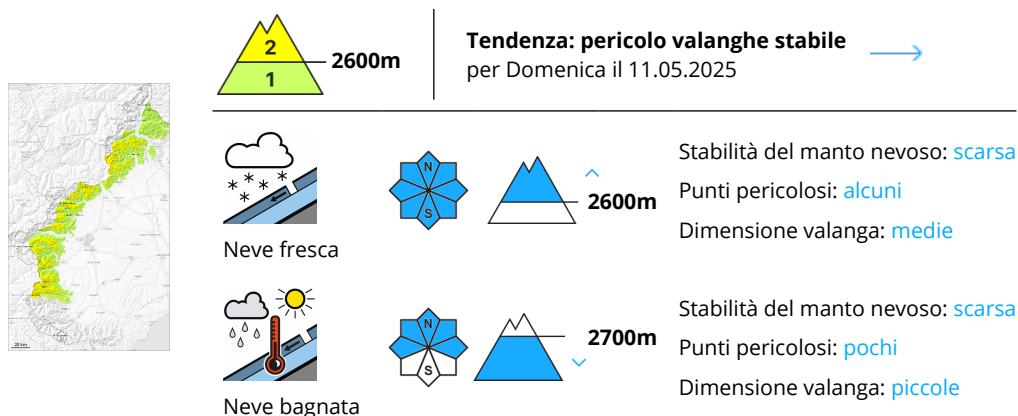 2
1
2600m
Tendenza: pericolo valanghe stabile
per Domenica il 11.05.2025
20 km
N
S
2600m
Neve fresca
Stabilità del manto nevoso: scarsa
Punti pericolosi: alcuni
Dimensione valanga: medie
N
S
2700m
Neve bagnata
Stabilità del manto nevoso: scarsa
Punti pericolosi: pochi
Dimensione valanga: piccole